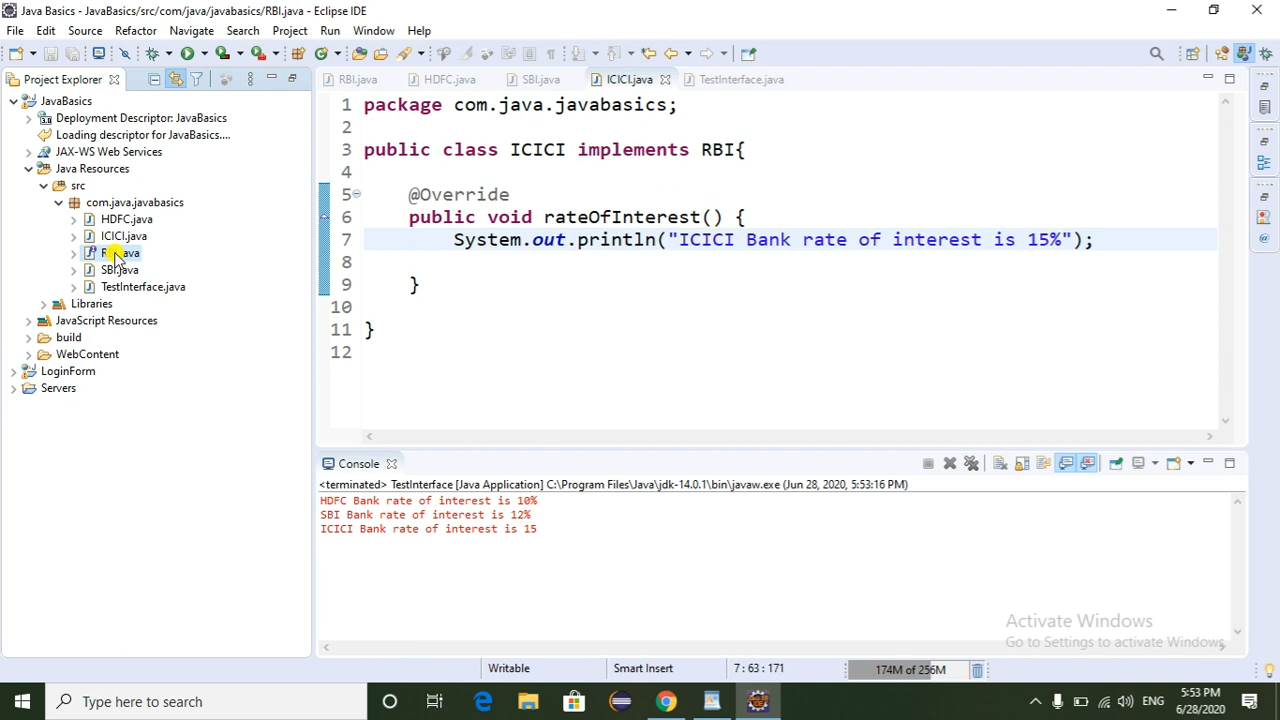 Java Basics - JavaBasics/src/com/java/javabasics/RBI.java - Eclipse IDE
File Edit Source Refactor Navigate Search Project Run Window Help
Project Explorer
RBI.java HDFC.java SBI.java ICICI.java TestInterface.java
JavaBasics
Deployment Descriptor: JavaBasics
Loading descriptor for JavaBasics....
JAX-WS Web Services
Java Resources
src
com.java.javabasics
HDFC.java
ICICI.java
SBI.java
TestInterface.java
Libraries
JavaScript Resources
build
WebContent
LoginForm
Servers
1 package com.java.javabasics;
2
3 public class ICICI implements RBI{
4
5 @Override
6 public void rateOfInterest() {
7 System.out.println("ICICI Bank rate of interest is 15%");
8
9 }
10
11 }
12
Console
<terminated> TestInterface [Java Application] C:\Program Files\Java\jdk-14.0.1\bin\javaw.exe (Jun 28, 2020, 5:53:16 PM)
HDFC Bank rate of interest is 10%
SBI Bank rate of interest is 12%
ICICI Bank rate of interest is 15
Activate Windows
Go to Settings to activate Windows.
Writable Smart Insert 7 : 63 : 171 174M of 256M
Type here to search
ENG
5:53 PM
6/28/2020